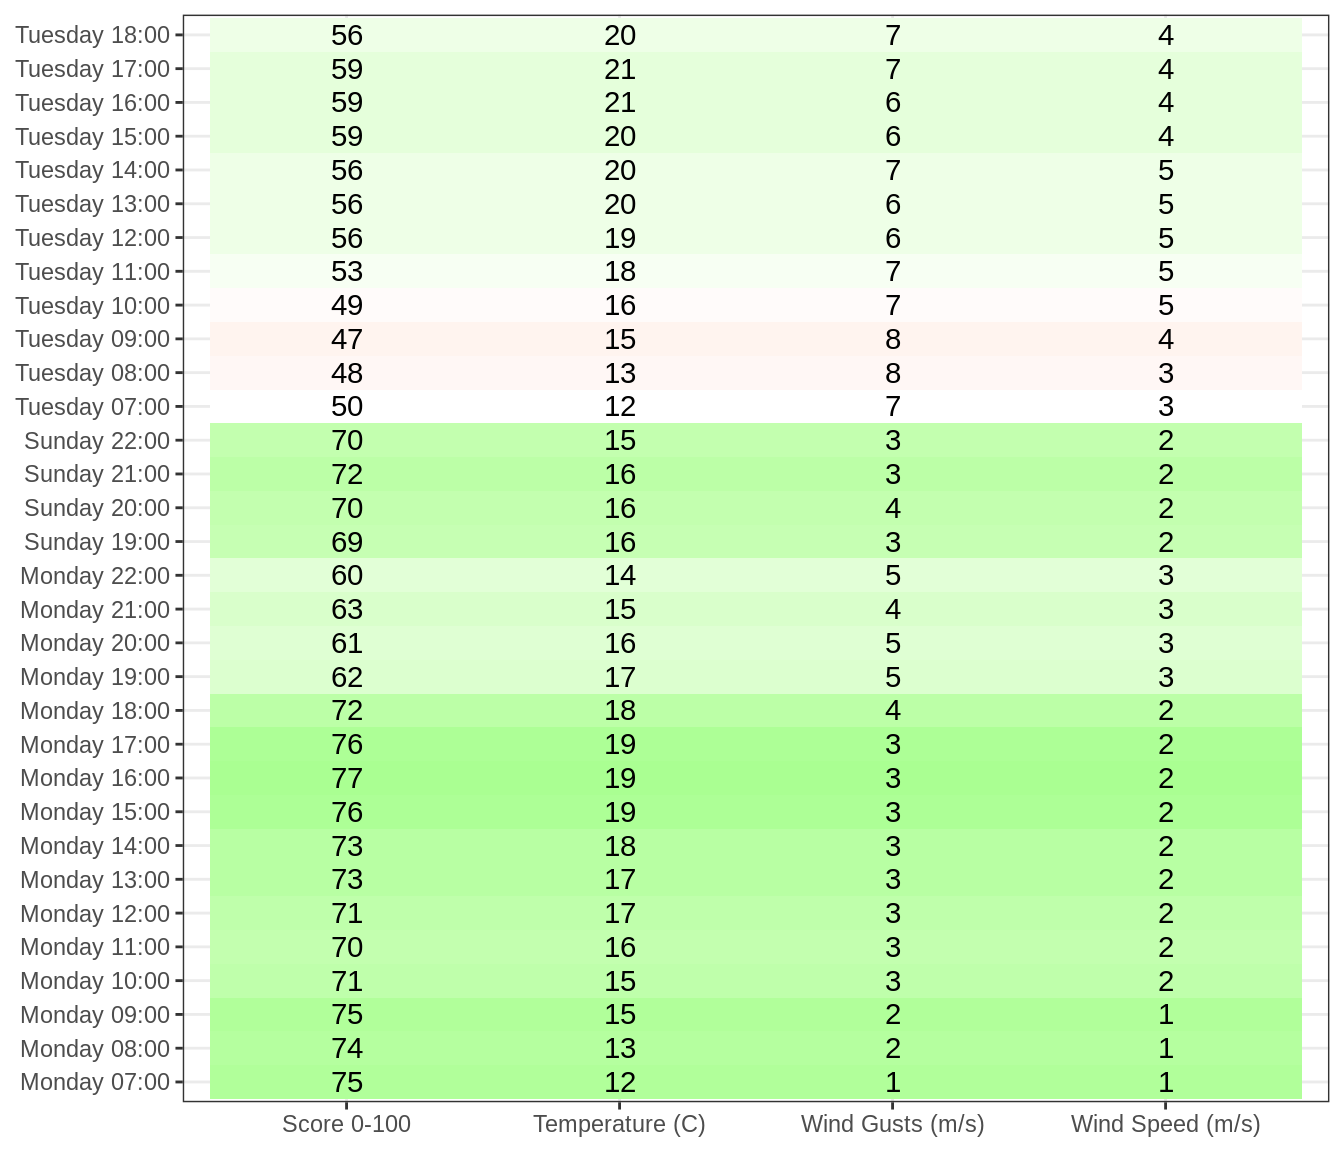 Tuesday 18:00 56 20 7 4
Tuesday 17:00 59 21 7 4
Tuesday 16:00 59 21 6 4
Tuesday 15:00 59 20 6 4
Tuesday 14:00 56 20 7 5
Tuesday 13:00 56 20 6 5
Tuesday 12:00 56 19 6 5
Tuesday 11:00 53 18 7 5
Tuesday 10:00 49 16 7 5
Tuesday 09:00 47 15 8 4
Tuesday 08:00 48 13 8 3
Tuesday 07:00 50 12 7 3
Sunday 22:00 70 15 3 2
Sunday 21:00 72 16 3 2
Sunday 20:00 70 16 4 2
Sunday 19:00 69 16 3 2
Monday 22:00 60 14 5 3
Monday 21:00 63 15 4 3
Monday 20:00 61 16 5 3
Monday 19:00 62 17 5 3
Monday 18:00 72 18 4 2
Monday 17:00 76 19 3 2
Monday 16:00 77 19 3 2
Monday 15:00 76 19 3 2
Monday 14:00 73 18 3 2
Monday 13:00 73 17 3 2
Monday 12:00 71 17 3 2
Monday 11:00 70 16 3 2
Monday 10:00 71 15 3 2
Monday 09:00 75 15 2 1
Monday 08:00 74 13 2 1
Monday 07:00 75 12 1 1
Score 0-100 Temperature (C) Wind Gusts (m/s) Wind Speed (m/s)